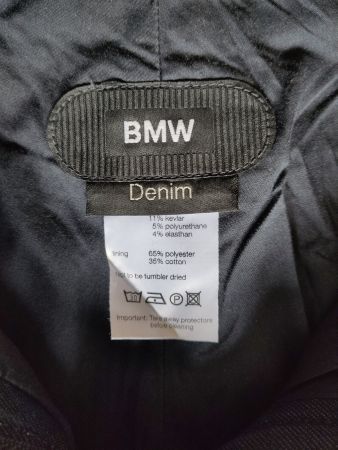 BMW
Denim
11% kevlar
5% polyurethane
4% elasthan
lining 65% polyester
35% cotton
Not to be tumbler dried
Important: Take away protectors
before cleaning